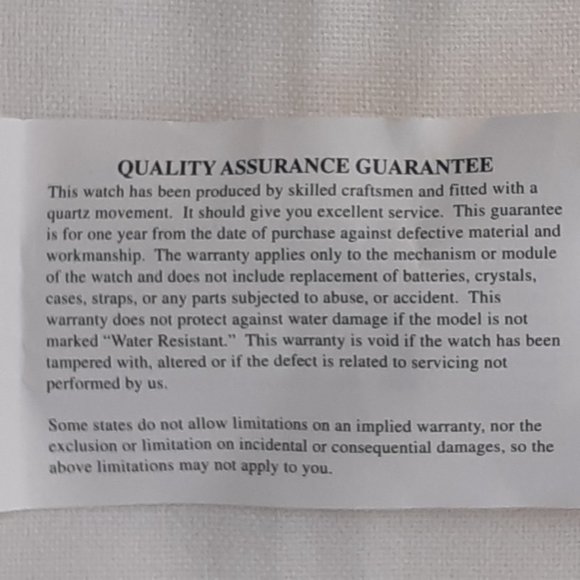 QUALITY ASSURANCE GUARANTEE
This watch has been produced by skilled craftsmen and fitted with a
quartz movement.  It should give you excellent service.  This guarantee
is for one year from the date of purchase against defective material and
workmanship.  The warranty applies only to the mechanism or module
of the watch and does not include replacement of batteries, crystals,
cases, straps, or any parts subjected to abuse, or accident.  This
warranty does not protect against water damage if the model is not
marked “Water Resistant.”  This warranty is void if the watch has been
tampered with, altered or if the defect is related to servicing not
performed by us.
Some states do not allow limitations on an implied warranty, nor the
exclusion or limitation on incidental or consequential damages, so the
above limitations may not apply to you.